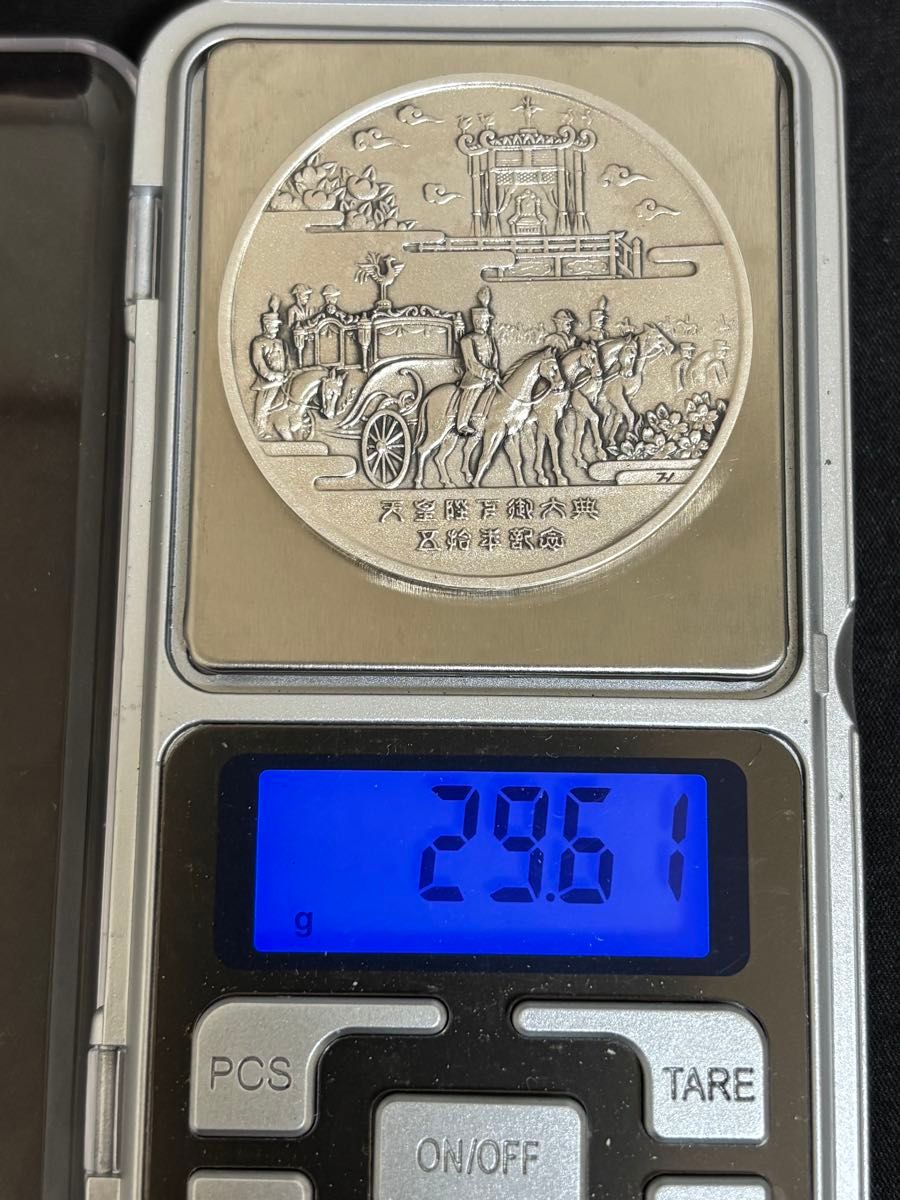 天皇陛下御大典
五拾年記念
29.61
g
PCS
TARE
ON/OFF